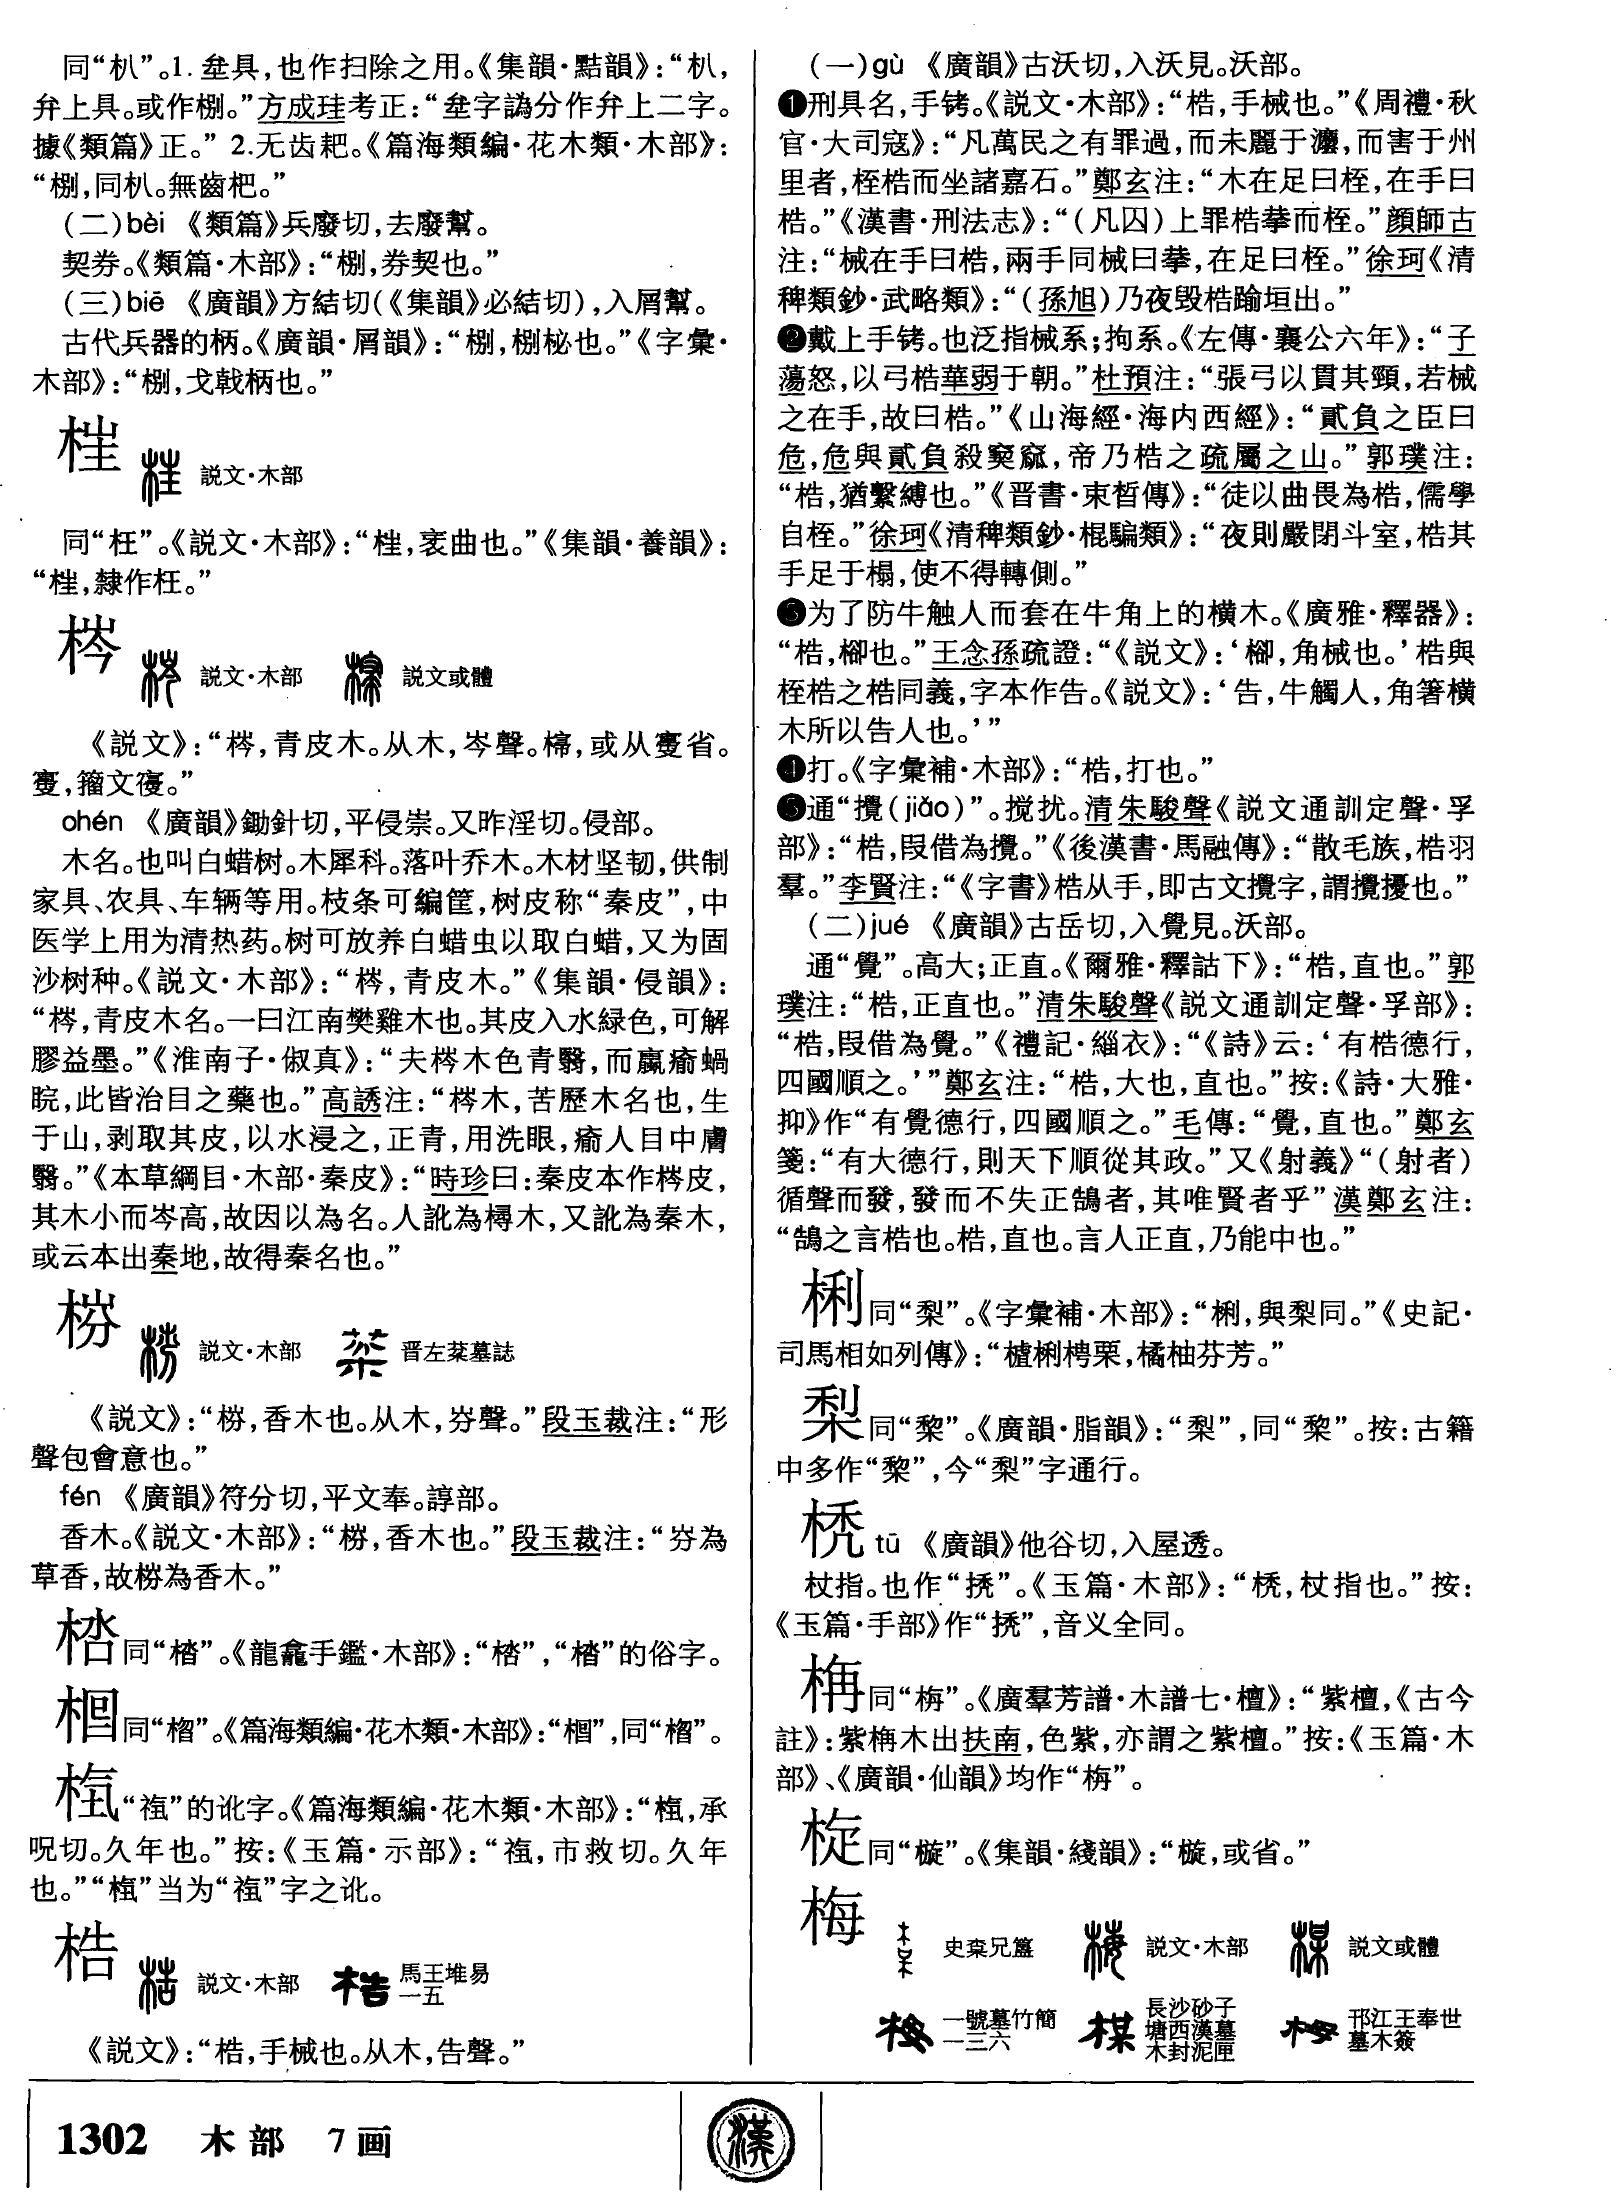 同“朳”。1. 坌具，也作扫除之用。《集韻·黠韻》：“朳，
弁上具。或作㭭。”方成珪考正：“坌字譌分作弁上二字。
據《類篇》正。” 2.无齿耙。《篇海類編·花木類·木部》：
“㭭，同朳。無齒杷。”
（二）bèi 《類篇》兵廢切，去廢幫。
契券。《類篇·木部》：“㭭，券契也。”
（三）biē 《廣韻》方結切（《集韻》必結切），入屑幫。
古代兵器的柄。《廣韻·屑韻》：“㭭，㭭柲也。”《字彙·
木部》：“㭭，戈戟柄也。”
説文·木部
同“枉”。《説文·木部》：“㞷，衺曲也。”《集韻·養韻》：
隸作枉。”
梣 説文·木部 説文或體
《説文》：“梣，青皮木。从木，岑聲。㯲，或从㝲省。
㝲，籀文寑。”
chén 《廣韻》鋤針切，平侵崇。又昨淫切。侵部。
木名。也叫白蜡树。木犀科。落叶乔木。木材坚韧，供制
家具、农具、车辆等用。枝条可编筐，树皮称“秦皮”，中
医学上用为清热药。树可放养白蜡虫以取白蜡，又为固
沙树种。《説文·木部》：“梣，青皮木。”《集韻·侵韻》：
“梣，青皮木名。一曰江南樊雞木也。其皮入水緑色，可解
膠益墨。”《淮南子·俶真》：“夫梣木色青翳，而蠃瘉蝸
睆，此皆治目之藥也。”高誘注：“梣木，苦歷木名也，生
于山，剥取其皮，以水浸之，正青，用洗眼，瘉人目中膚
翳。”《本草綱目·木部·秦皮》：“時珍曰：秦皮本作梣皮，
其木小而岑高，故因以為名。人訛為㮣木，又訛為秦木，
或云本出秦地，故得秦名也。”
梤 説文·木部 晋左棻墓誌
《説文》：“梤，香木也。从木，岎聲。”段玉裁注：“形
聲包會意也。”
fén 《廣韻》符分切，平文奉。諄部。
香木。《説文·木部》：“梤，香木也。”段玉裁注：“岎為
草香，故梤為香木。”
同“榙”。《龍龕手鑑·木部》： “榙”的俗字。
同“槢”。《篇海類編·花木類·木部》：
的讹字。《篇海類編·花木類·木部》： 承
呪切。久年也。”按：《玉篇·示部》： 市救切。久年
也。” 当为 字之讹。
梏 説文·木部 馬王堆易
一五
《説文》：“梏，手械也。从木，告聲。”
（一）gù 《廣韻》古沃切，入沃見。沃部。
❶刑具名，手铐。《説文·木部》：“梏，手械也。”《周禮·秋
官·大司寇》：“凡萬民之有罪過，而未麗于灋，而害于州
里者，桎梏而坐諸嘉石。”鄭玄注：“木在足曰桎，在手曰
梏。”《漢書·刑法志》：“（凡囚）上罪梏拲而桎。”顔師古
注：“械在手曰梏，兩手同械曰拲，在足曰桎。”徐珂《清
稗類鈔·武略類》：“（孫旭）乃夜毁梏踰垣出。”
❷戴上手铐。也泛指械系；拘系。《左傳·襄公六年》：“子
蕩怒，以弓梏華弱于朝。”杜預注：“張弓以貫其頸，若械
之在手，故曰梏。”《山海經·海内西經》：“貳負之臣曰
危，危與貳負殺窫窳，帝乃梏之疏屬之山。”郭璞注：
“梏，猶繫縛也。”《晋書·束晳傳》：“徒以曲畏為梏，儒學
自桎。”徐珂《清稗類鈔·棍騙類》：“夜則嚴閉斗室，梏其
手足于榻，使不得轉側。”
❸为了防牛触人而套在牛角上的横木。《廣雅·釋器》：
“梏，㭾也。”王念孫疏證：“《説文》：‘㭾，角械也。’梏與
桎梏之梏同義，字本作告。《説文》：‘告，牛觸人，角箸横
木所以告人也。’”
❹打。《字彙補·木部》：“梏，打也。”
❺通“攪（jiǎo）”。搅扰。清朱駿聲《説文通訓定聲·孚
部》：“梏，叚借為攪。”《後漢書·馬融傳》：“散毛族，梏羽
羣。”李賢注：“《字書》梏从手，即古文攪字，謂攪擾也。”
（二）jué 《廣韻》古岳切，入覺見。沃部。
通“覺”。高大；正直。《爾雅·釋詁下》：“梏，直也。”郭
璞注：“梏，正直也。”清朱駿聲《説文通訓定聲·孚部》：
“梏，叚借為覺。”《禮記·緇衣》：“《詩》云：‘有梏德行，
四國順之。’”鄭玄注：“梏，大也，直也。”按：《詩·大雅·
抑》作“有覺德行，四國順之。”毛傳：“覺，直也。”鄭玄
箋：“有大德行，則天下順從其政。”又《射義》“（射者）
循聲而發，發而不失正鵠者，其唯賢者乎”漢鄭玄注：
“鵠之言梏也。梏，直也。言人正直，乃能中也。”
梸同“梨”。《字彙補·木部》：“梸，與梨同。”《史記·
司馬相如列傳》：“樝梸梬栗，橘柚芬芳。”
梨同“棃”。《廣韻·脂韻》：“梨”，同“棃”。按：古籍
中多作“棃”，今“梨”字通行。
tū 《廣韻》他谷切，入屋透。
杖指。也作“捸”。《玉篇·木部》： 杖指也。”按：
《玉篇·手部》作 音义全同。
同“栴”。《廣羣芳譜·木譜七·檀》：“紫檀，《古今
註》：紫栴木出扶南，色紫，亦謂之紫檀。”按：《玉篇·木
部》、《廣韻·仙韻》均作“栴”。
同“檈”。《集韻·綫韻》： 或省。”
梅 史楳兄簋 説文·木部 説文或體
一號墓竹簡
一三六
長沙砂子
塘西漢墓
木封泥匣
邗江王奉世
墓木簽
1302 木部 7画
漢